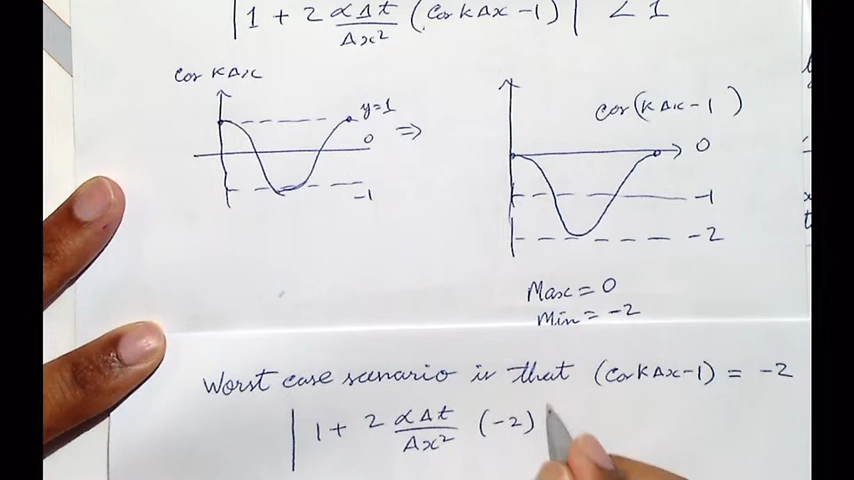 | 1 + 2 αΔt/Δx² (Cos KΔx - 1) | < 1
Cos KΔx
y=1
0
-1
⇒
Cos(KΔx - 1)
0
-1
-2
Max = 0
Min = -2
Worst case scenario is that (Cos KΔx - 1) = -2
| 1 + 2 αΔt/Δx² (-2)